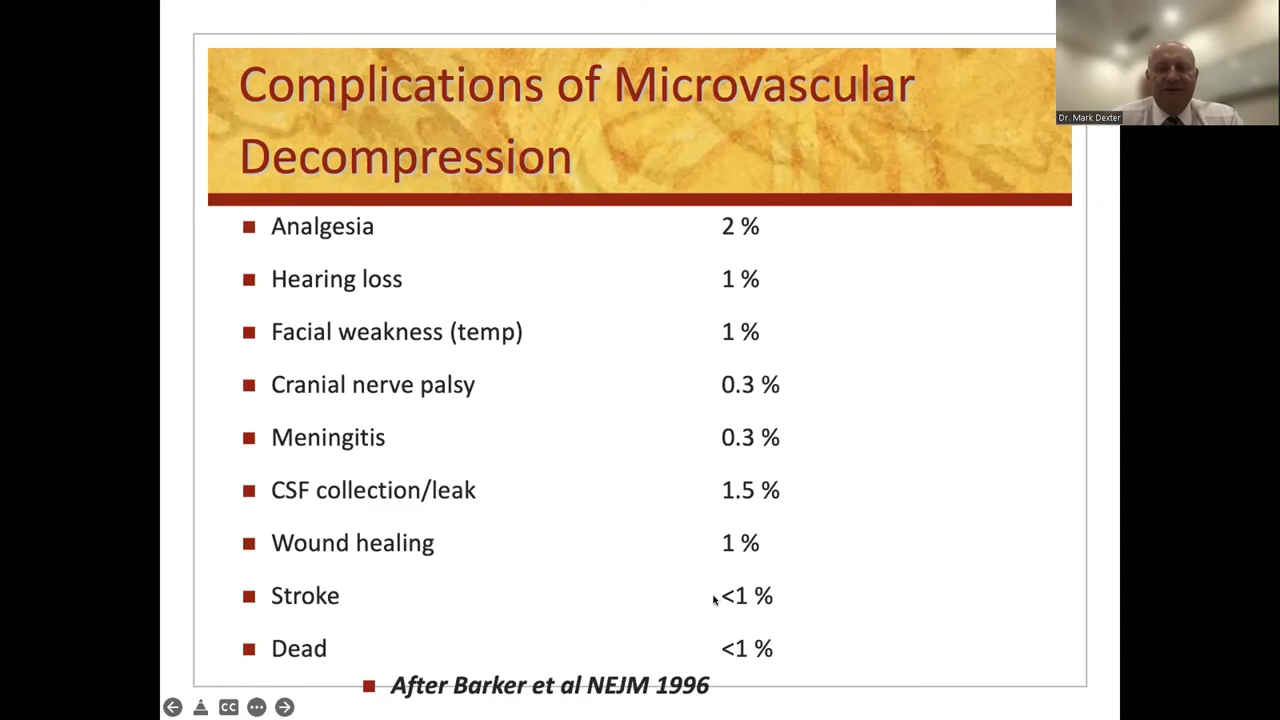 Complications of Microvascular
Decompression
Dr. Mark Dexter
Analgesia 2 %
Hearing loss 1 %
Facial weakness (temp) 1 %
Cranial nerve palsy 0.3 %
Meningitis 0.3 %
CSF collection/leak 1.5 %
Wound healing 1 %
Stroke <1 %
Dead <1 %
After Barker et al NEJM 1996
CC